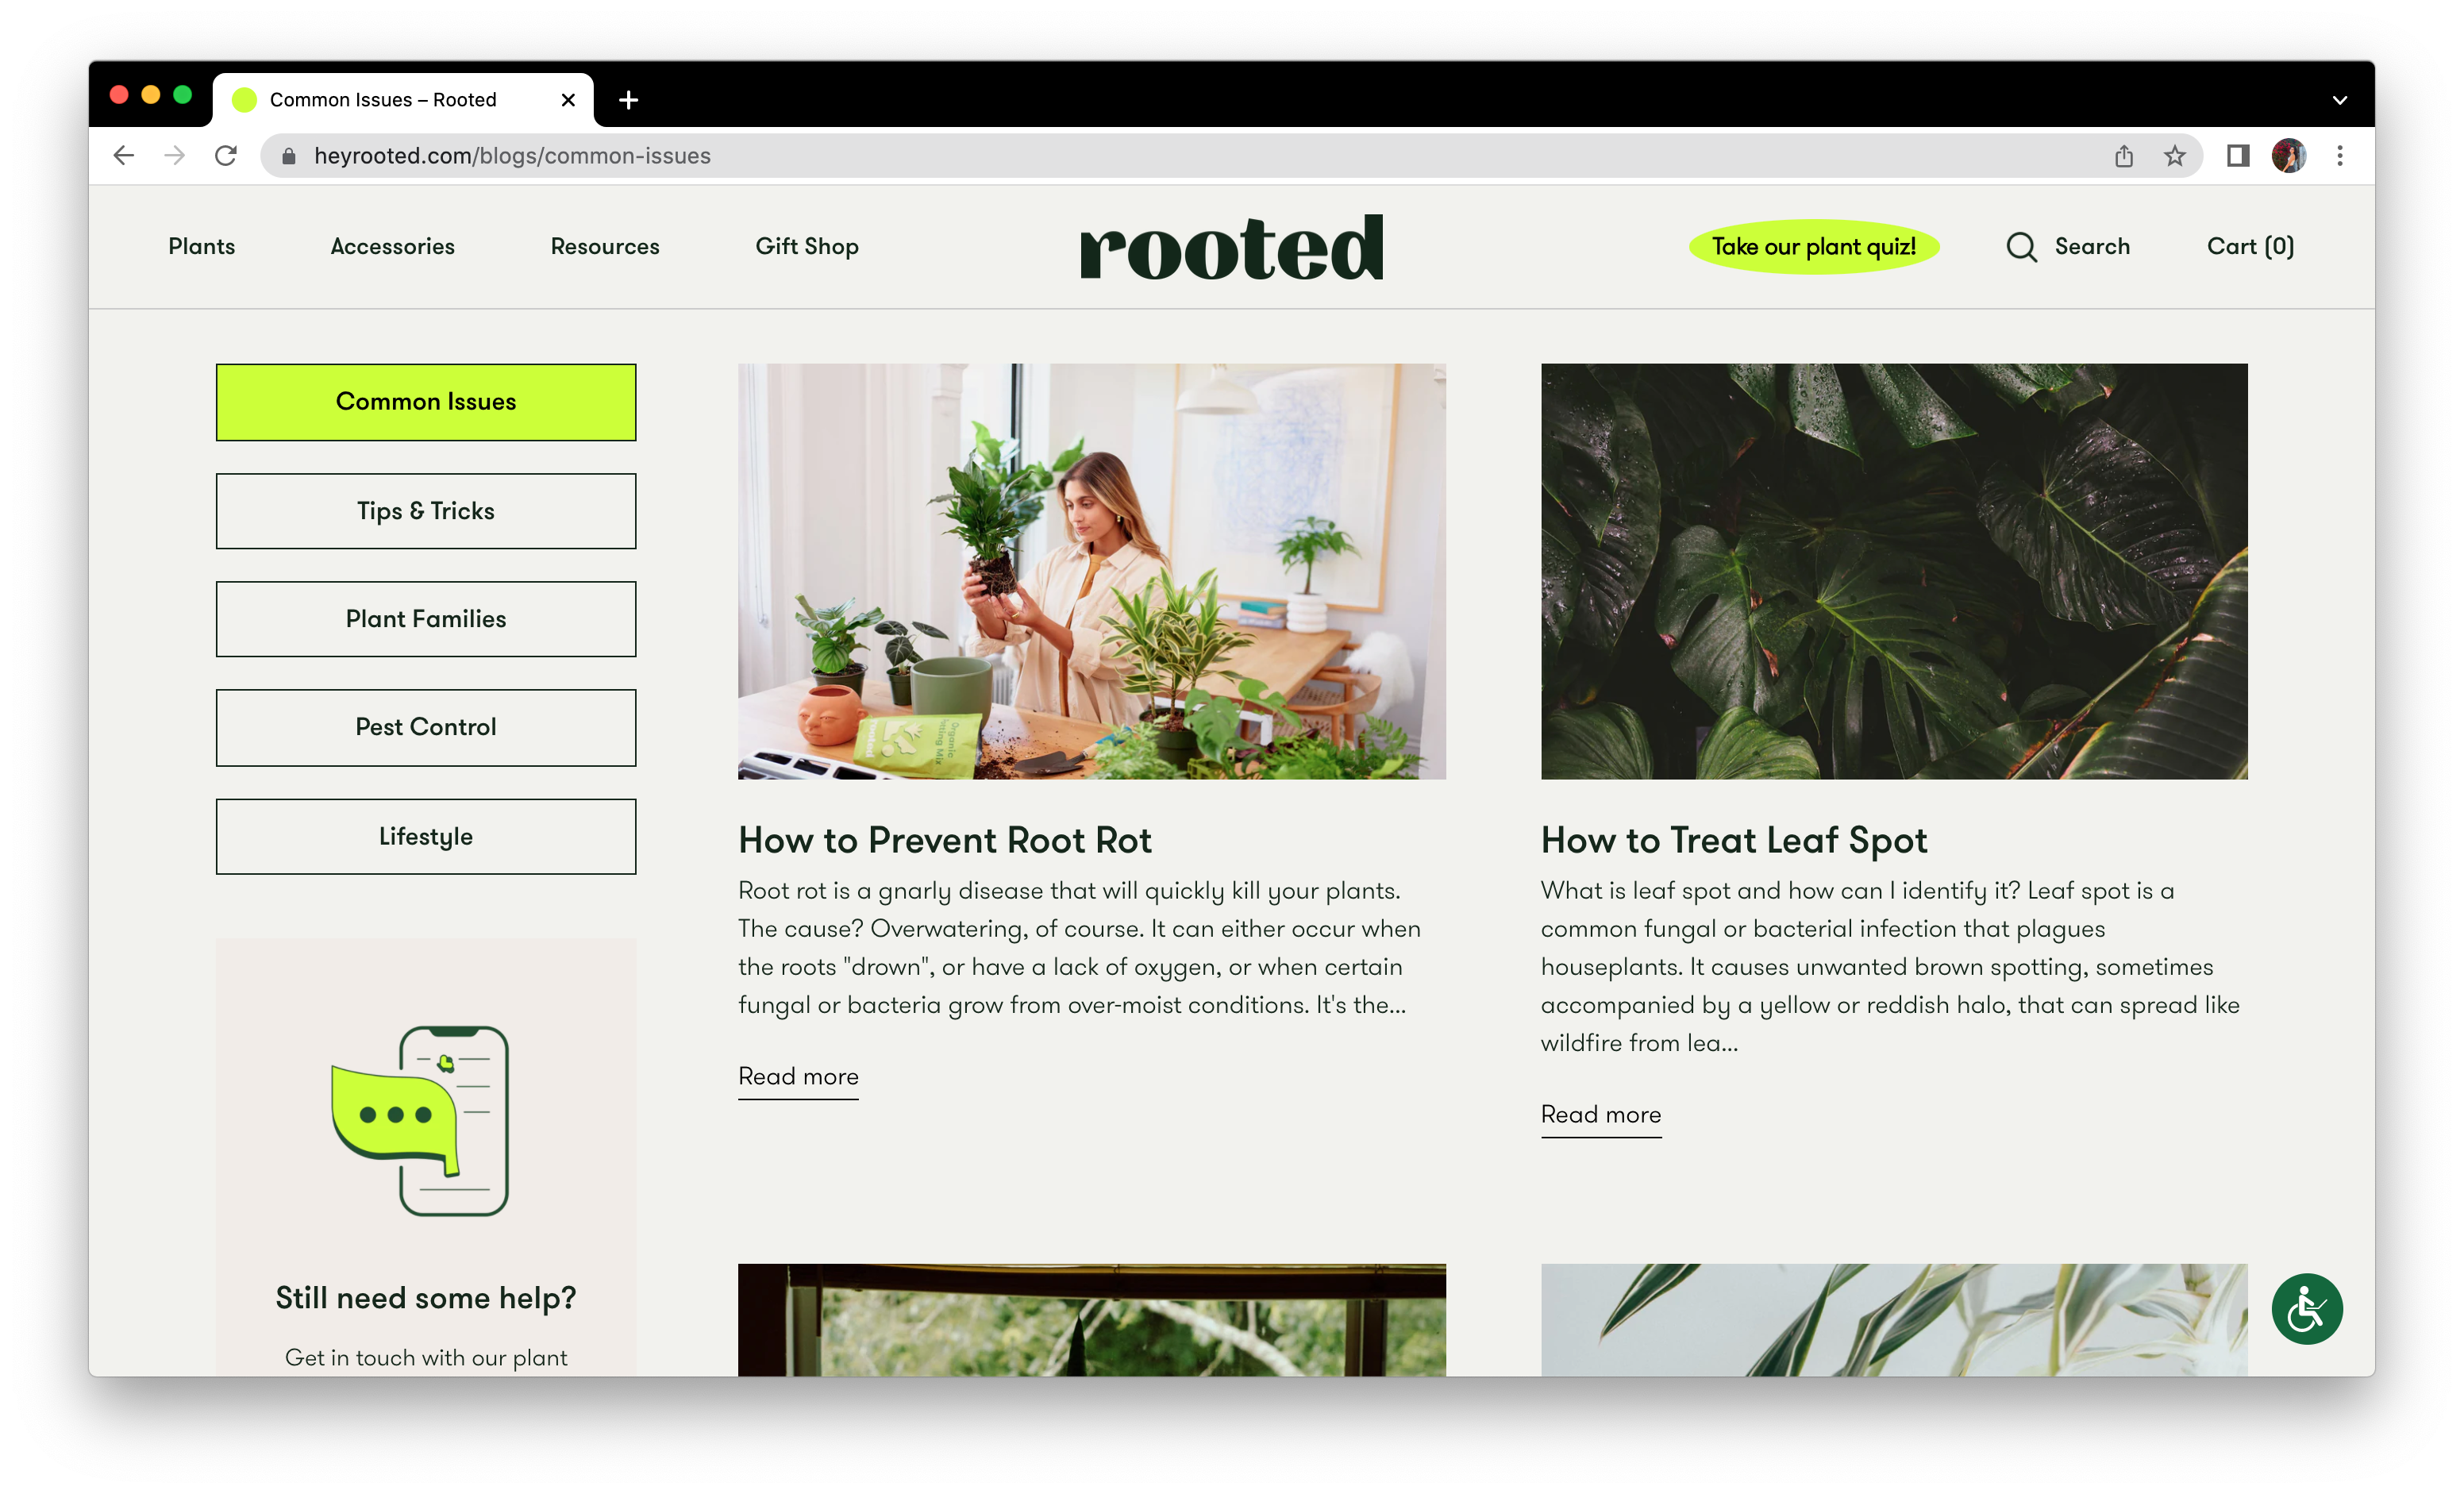 Common Issues – Rooted
heyrooted.com/blogs/common-issues
Plants
Accessories
Resources
Gift Shop
rooted
Take our plant quiz!
Search
Cart (0)
Common Issues
Tips & Tricks
Plant Families
Pest Control
Lifestyle
Still need some help?
Get in touch with our plant
rooted
Organic
How to Prevent Root Rot
Root rot is a gnarly disease that will quickly kill your plants.
The cause? Overwatering, of course. It can either occur when
the roots "drown", or have a lack of oxygen, or when certain
fungal or bacteria grow from over-moist conditions. It's the...
Read more
How to Treat Leaf Spot
What is leaf spot and how can I identify it? Leaf spot is a
common fungal or bacterial infection that plagues
houseplants. It causes unwanted brown spotting, sometimes
accompanied by a yellow or reddish halo, that can spread like
wildfire from lea...
Read more